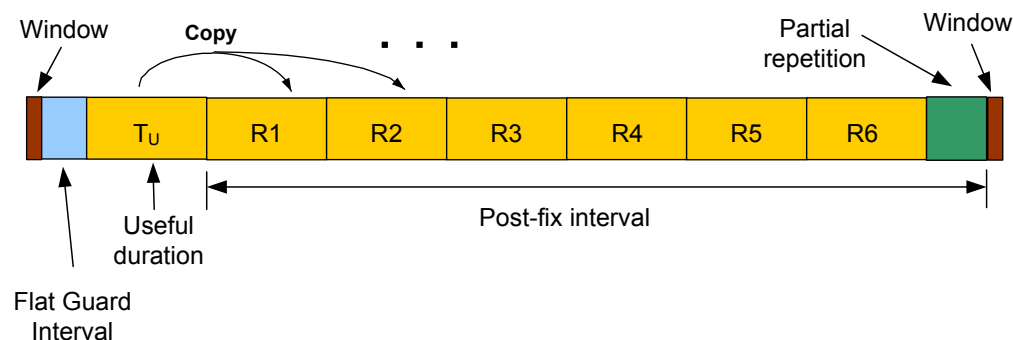 Window
Copy
. . .
Partial
repetition
Window
TU
R1
R2
R3
R4
R5
R6
Useful
duration
Post-fix interval
Flat Guard
Interval